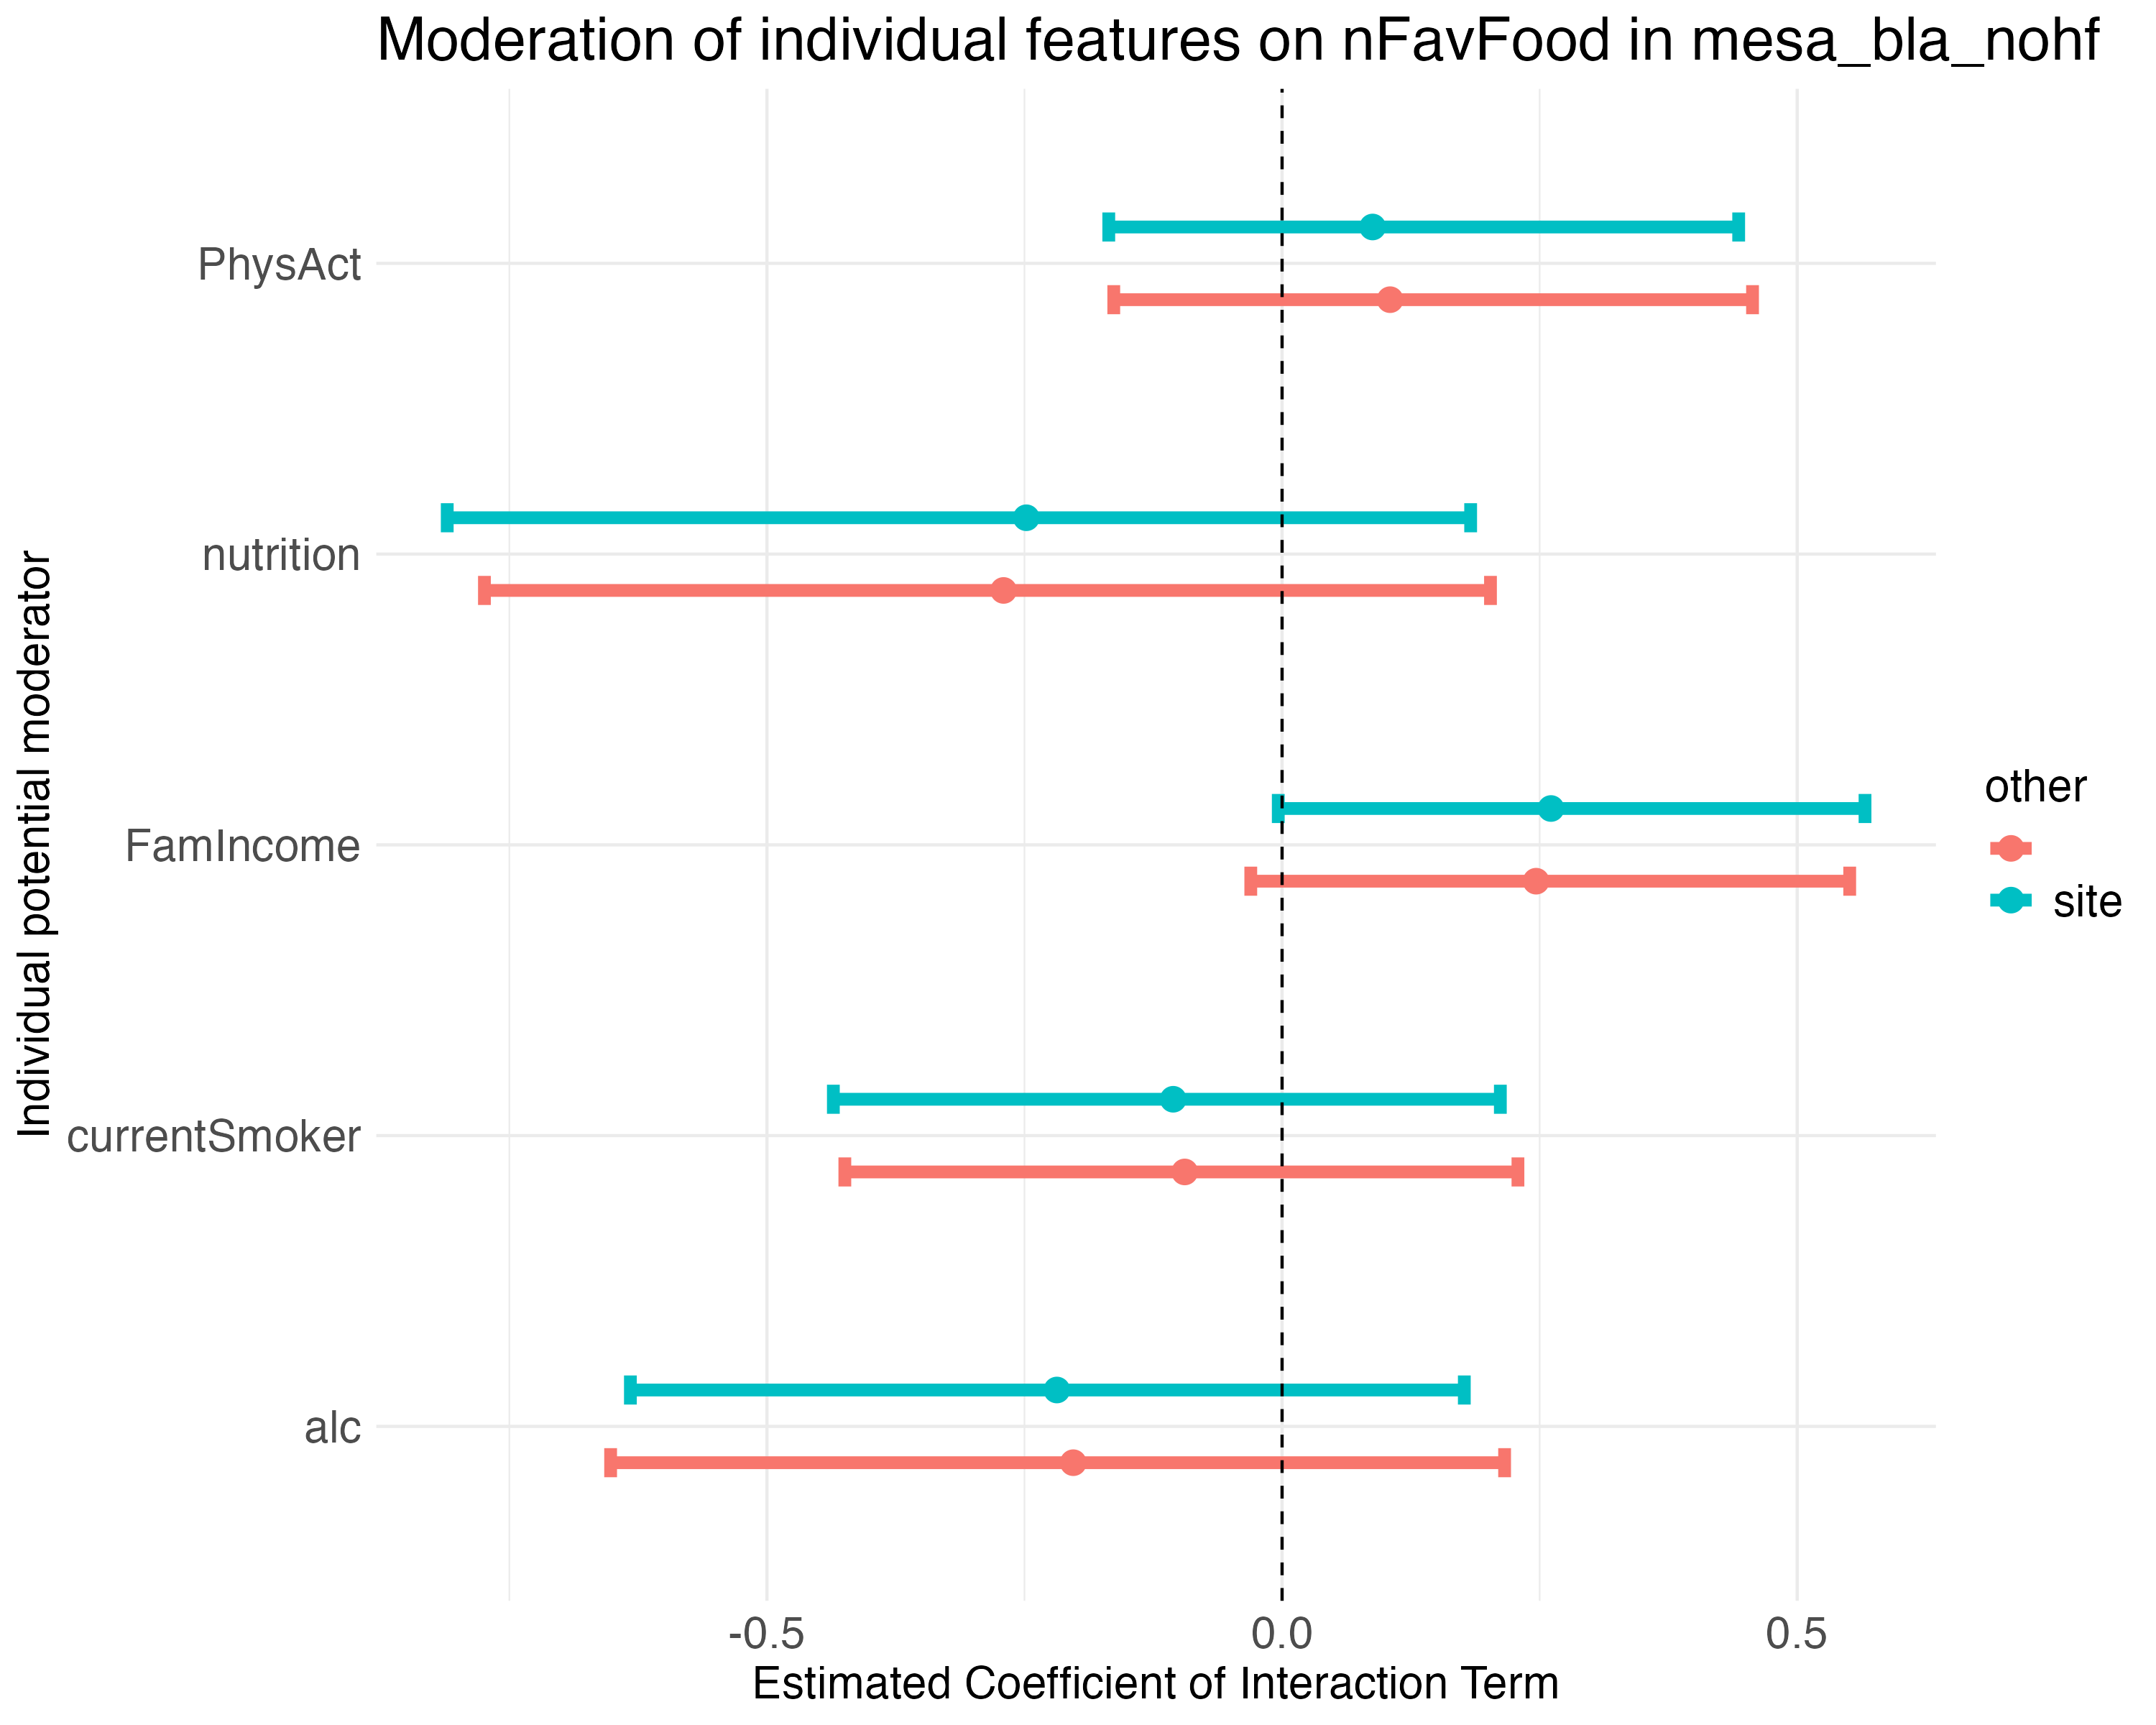 Moderation of individual features on nFavFood in mesa_bla_nohf
Individual potential moderator
PhysAct
nutrition
FamIncome
currentSmoker
alc
-0.5
0.0
0.5
Estimated Coefficient of Interaction Term
other
site